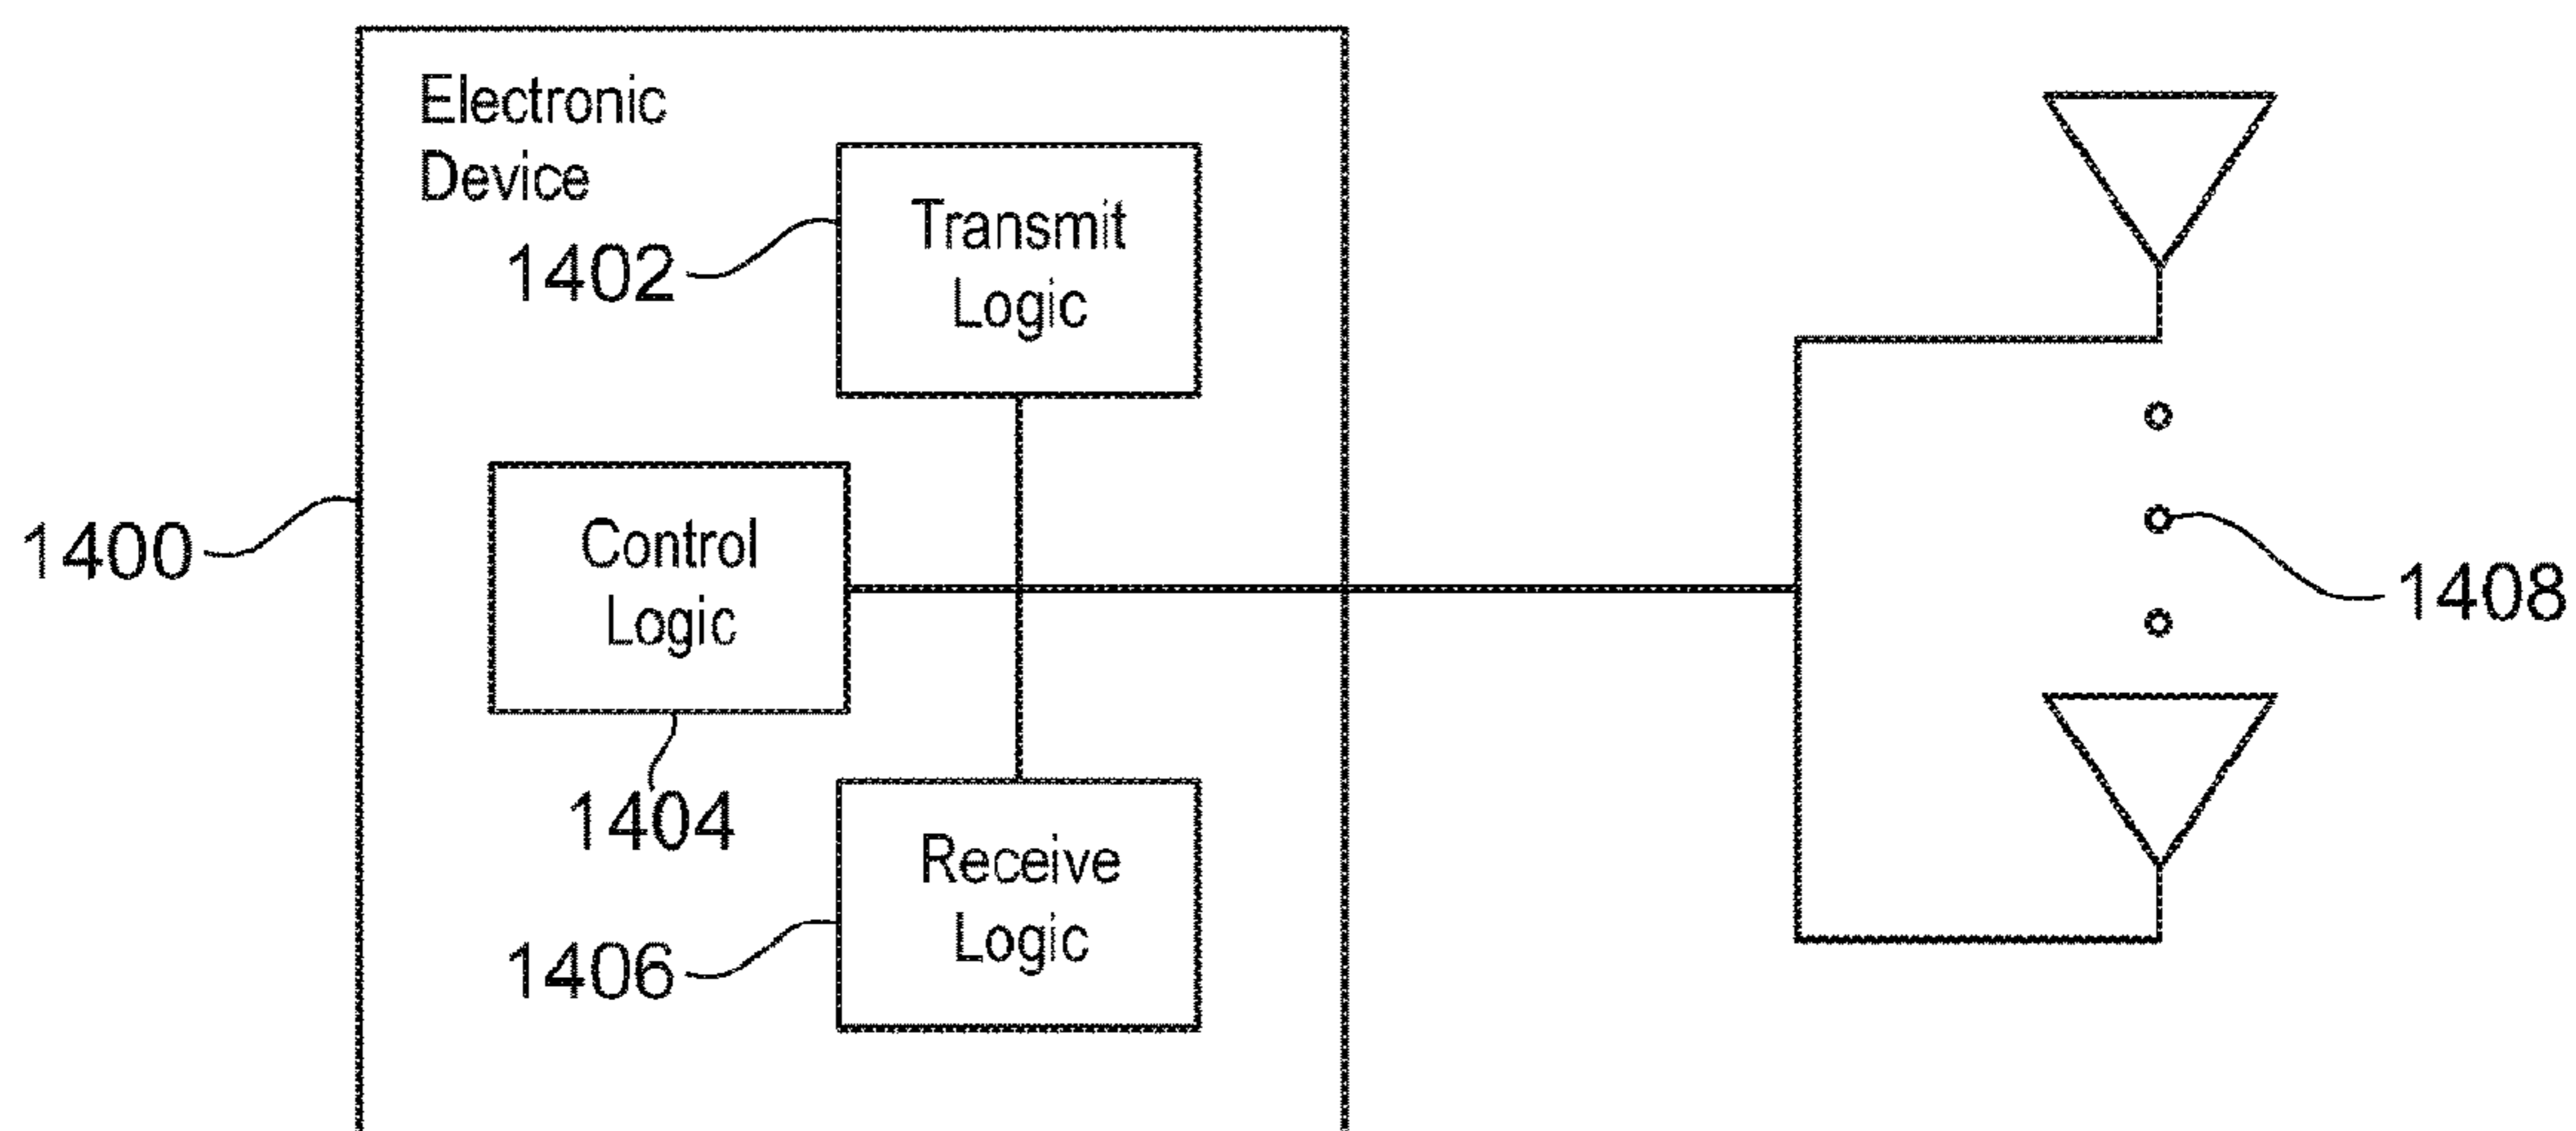 Electronic
Device
Transmit
Logic
1402
Control
Logic
1400
1408
1404
Receive
Logic
1406